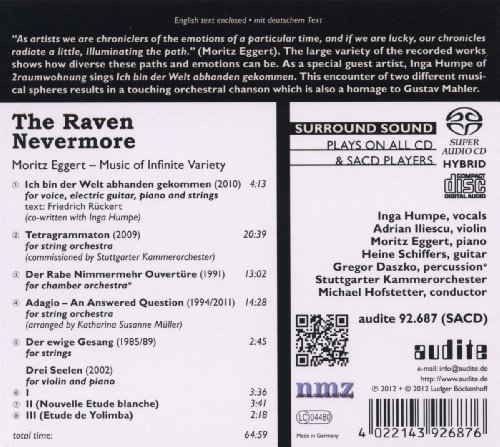 English text enclosed • mit deutschem Text
"As artists we are chroniclers of the emotions of a particular time, and if we are lucky, our chronicles
radiate a little, illuminating the path." (Moritz Eggert). The large variety of the recorded works
shows how diverse these paths and emotions can be. As a special guest artist, Inga Humpe of
2raumwohnung sings Ich bin der Welt abhanden gekommen. This encounter of two different musi-
cal spheres results in a touching orchestral chanson which is also a homage to Gustav Mahler.
The Raven
Nevermore
Moritz Eggert – Music of Infinite Variety
① Ich bin der Welt abhanden gekommen (2010) 4:13
for voice, electric guitar, piano and strings
text: Friedrich Rückert
(co-written with Inga Humpe)
② Tetragrammaton (2009) 20:39
for string orchestra
(commissioned by Stuttgarter Kammerorchester)
③ Der Rabe Nimmermehr Ouvertüre (1991) 13:02
for chamber orchestra*
④ Adagio – An Answered Question (1994/2011) 14:28
for string orchestra
(arranged by Katharina Susanne Müller)
⑤ Der ewige Gesang (1985/89) 2:45
for strings
Drei Seelen (2002)
for violin and piano
⑥ I 3:36
⑦ II (Nouvelle Etude blanche) 3:41
⑧ III (Etude de Yolimba) 2:18
total time: 64:59
SURROUND SOUND
PLAYS ON ALL CD
& SACD PLAYERS
SUPER AUDIO CD
HYBRID
COMPACT
disc
DIGITAL AUDIO
Inga Humpe, vocals
Adrian Iliescu, violin
Moritz Eggert, piano
Heine Schiffers, guitar
Gregor Daszko, percussion*
Stuttgarter Kammerorchester
Michael Hofstetter, conductor
audite 92.687 (SACD)
audite
e-mail: info@audite.de
http://www.audite.de
℗ 2012 + © 2012 Ludger Böckenhoff
nmz
LC 04480
Made in Germany
4 022143 926876